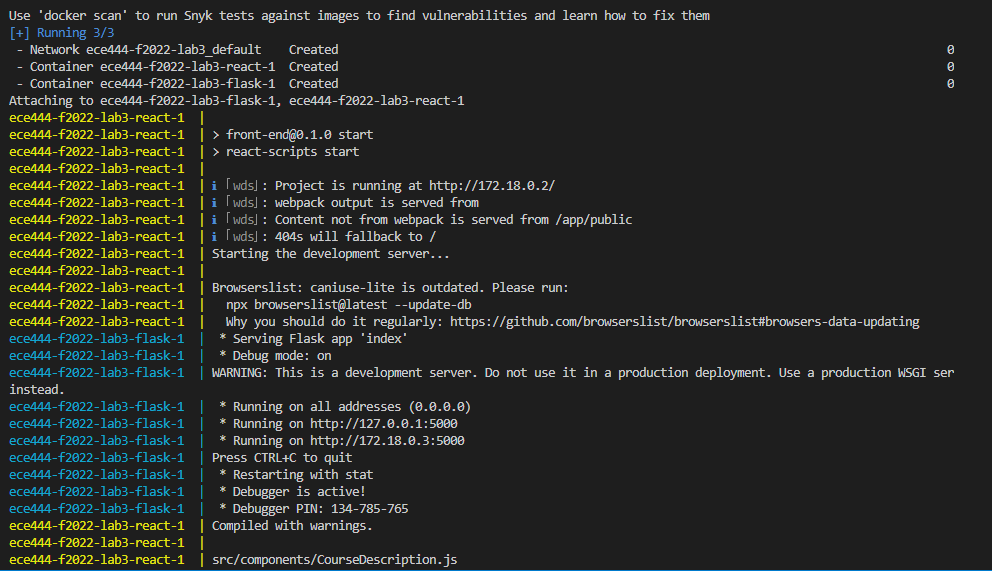 Use 'docker scan' to run Snyk tests against images to find vulnerabilities and learn how to fix them
[+] Running 3/3
 - Network ece444-f2022-lab3_default    Created    0
 - Container ece444-f2022-lab3-react-1  Created    0
 - Container ece444-f2022-lab3-flask-1  Created    0
Attaching to ece444-f2022-lab3-flask-1, ece444-f2022-lab3-react-1
ece444-f2022-lab3-react-1  |
ece444-f2022-lab3-react-1  | > front-end@0.1.0 start
ece444-f2022-lab3-react-1  | > react-scripts start
ece444-f2022-lab3-react-1  |
ece444-f2022-lab3-react-1  | ℹ ｢wds｣: Project is running at http://172.18.0.2/
ece444-f2022-lab3-react-1  | ℹ ｢wds｣: webpack output is served from
ece444-f2022-lab3-react-1  | ℹ ｢wds｣: Content not from webpack is served from /app/public
ece444-f2022-lab3-react-1  | ℹ ｢wds｣: 404s will fallback to /
ece444-f2022-lab3-react-1  | Starting the development server...
ece444-f2022-lab3-react-1  |
ece444-f2022-lab3-react-1  | Browserslist: caniuse-lite is outdated. Please run:
ece444-f2022-lab3-react-1  |   npx browserslist@latest --update-db
ece444-f2022-lab3-react-1  |   Why you should do it regularly: https://github.com/browserslist/browserslist#browsers-data-updating
ece444-f2022-lab3-flask-1  |  * Serving Flask app 'index'
ece444-f2022-lab3-flask-1  |  * Debug mode: on
ece444-f2022-lab3-flask-1  | WARNING: This is a development server. Do not use it in a production deployment. Use a production WSGI ser
instead.
ece444-f2022-lab3-flask-1  |  * Running on all addresses (0.0.0.0)
ece444-f2022-lab3-flask-1  |  * Running on http://127.0.0.1:5000
ece444-f2022-lab3-flask-1  |  * Running on http://172.18.0.3:5000
ece444-f2022-lab3-flask-1  | Press CTRL+C to quit
ece444-f2022-lab3-flask-1  |  * Restarting with stat
ece444-f2022-lab3-flask-1  |  * Debugger is active!
ece444-f2022-lab3-flask-1  |  * Debugger PIN: 134-785-765
ece444-f2022-lab3-react-1  | Compiled with warnings.
ece444-f2022-lab3-react-1  |
ece444-f2022-lab3-react-1  | src/components/CourseDescription.js